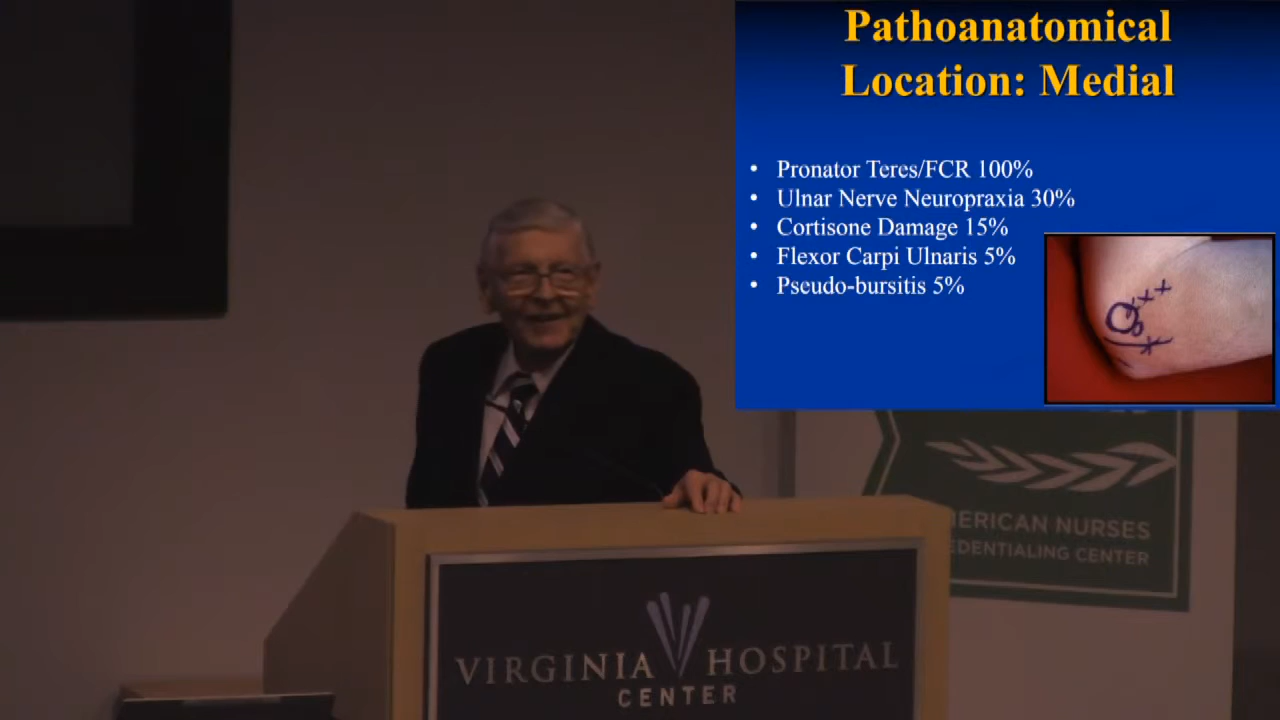 Pathoanatomical
Location: Medial
• Pronator Teres/FCR 100%
• Ulnar Nerve Neuropraxia 30%
• Cortisone Damage 15%
• Flexor Carpi Ulnaris 5%
• Pseudo-bursitis 5%
ERICAN NURSES
EDENTIALING CENTER
VIRGINIA HOSPITAL
CENTER